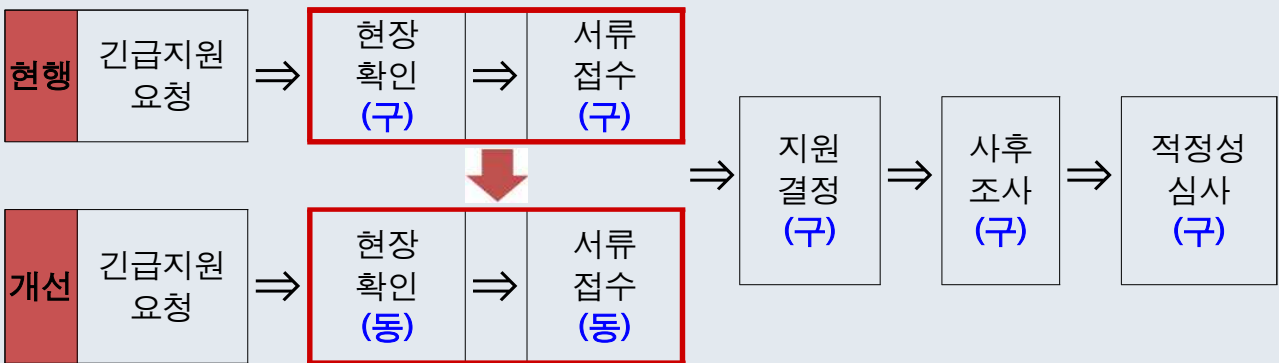 현행
긴급지원
요청
⇒
현장
확인
(구)
⇒
서류
접수
(구)
개선
긴급지원
요청
⇒
현장
확인
(동)
⇒
서류
접수
(동)
⇒
지원
결정
(구)
⇒
사후
조사
(구)
⇒
적정성
심사
(구)